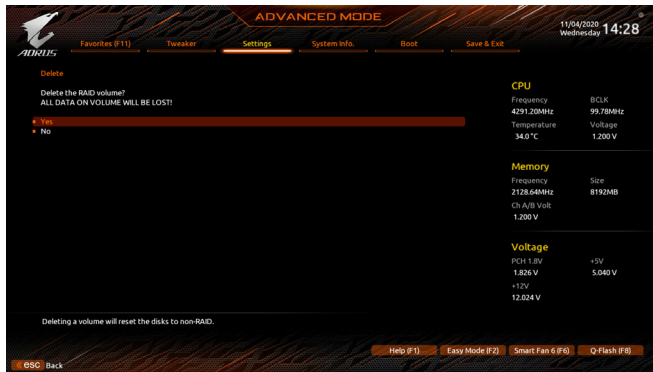 ADVANCED MODE
11/04/2020
Wednesday 14:28
AORUS
Favorites (F11) Tweaker Settings System Info. Boot Save & Exit
Delete
Delete the RAID volume?
ALL DATA ON VOLUME WILL BE LOST!
Yes
No
CPU
Frequency BCLK
4291.20MHz 99.78MHz
Temperature Voltage
34.0 °C 1.200 V
Memory
Frequency Size
2128.64MHz 8192MB
Ch A/B Volt
1.200 V
Voltage
PCH 1.8V +5V
1.826 V 5.040 V
+12V
12.024 V
Deleting a volume will reset the disks to non-RAID.
Help (F1) Easy Mode (F2) Smart Fan 6 (F6) Q-Flash (F8)
esc Back